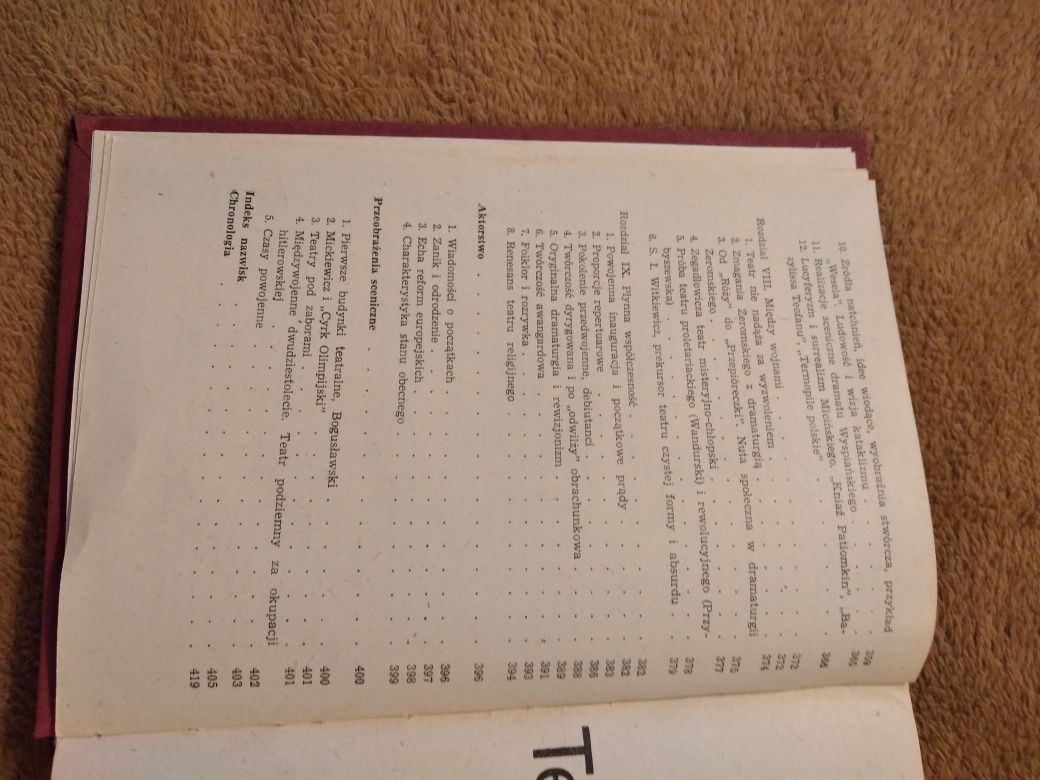 10. Źródła natchnień, idee wiodące, wyobraźnia stwórcza, przykład
„Wesela". Ludowość i wizja kataklizmu . . . . 359
11. Realizacje sceniczne dramatu Wyspiańskiego . . . . 365
12. Lucyferyzm i surrealizm Micińskiego. „Kniaź Patiomkin", „Ba-
zylissa Teofanu", „Termopile polskie" . . . . 366
Rozdział VIII. Między wojnami . . . . 372
1. Teatr nie nadąża za wyzwoleniem . . . . 372
2. Zmagania Żeromskiego z dramaturgią . . . . 374
3. Od „Róży" do „Przepióreczki". Nuta społeczna w dramaturgii
Żeromskiego . . . . 375
4. Zegadłowicza teatr misteryjno-chłopski . . . . 377
5. Próba teatru proletariackiego (Wandurski) i rewolucyjnego (Przy-
byszewska) . . . . 378
6. S. I. Witkiewicz, prekursor teatru czystej formy i absurdu . . . . 379
Rozdział IX. Płynna współczesność . . . . 382
1. Powojenna inauguracja i początkowe prądy . . . . 382
2. Proporcje repertuarowe . . . . 383
3. Pokolenie przedwojenne, debiutanci . . . . 386
4. Twórczość dyrygowana i po „odwilży" obrachunkowa . . . . 388
5. Oryginalna dramaturgia i rewizjonizm . . . . 389
6. Twórczość awangardowa . . . . 391
7. Folklor i rozrywka . . . . 393
8. Renesans teatru religijnego . . . . 394
Aktorstwo . . . . 396
1. Wiadomości o początkach . . . . 396
2. Zanik i odrodzenie . . . . 397
3. Echa reform europejskich . . . . 398
4. Charakterystyka stanu obecnego . . . . 399
Przeobrażenia sceniczne . . . . 400
1. Pierwsze budynki teatralne, Bogusławski . . . . 400
2. Mickiewicz i „Cyrk Olimpijski" . . . . 401
3. Teatry pod zaborami . . . . 401
4. Międzywojenne dwudziestolecie. Teatr podziemny za okupacji
hitlerowskiej . . . . 402
5. Czasy powojenne . . . . 403
Indeks nazwisk . . . . 405
Chronologia . . . . 419
Te